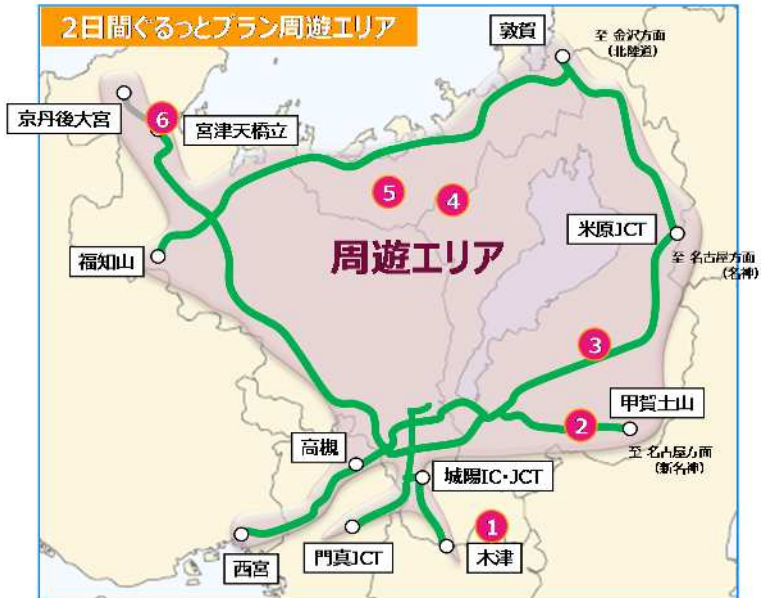 2日間ぐるっとプラン周遊エリア
敦賀
至 金沢方面
(北陸道)
京丹後大宮
6
宮津天橋立
5
4
米原JCT
福知山
周遊エリア
至 名古屋方面
(名神)
3
甲賀土山
2
高槻
至 名古屋方面
(新名神)
城陽IC・JCT
1
西宮
門真JCT
木津